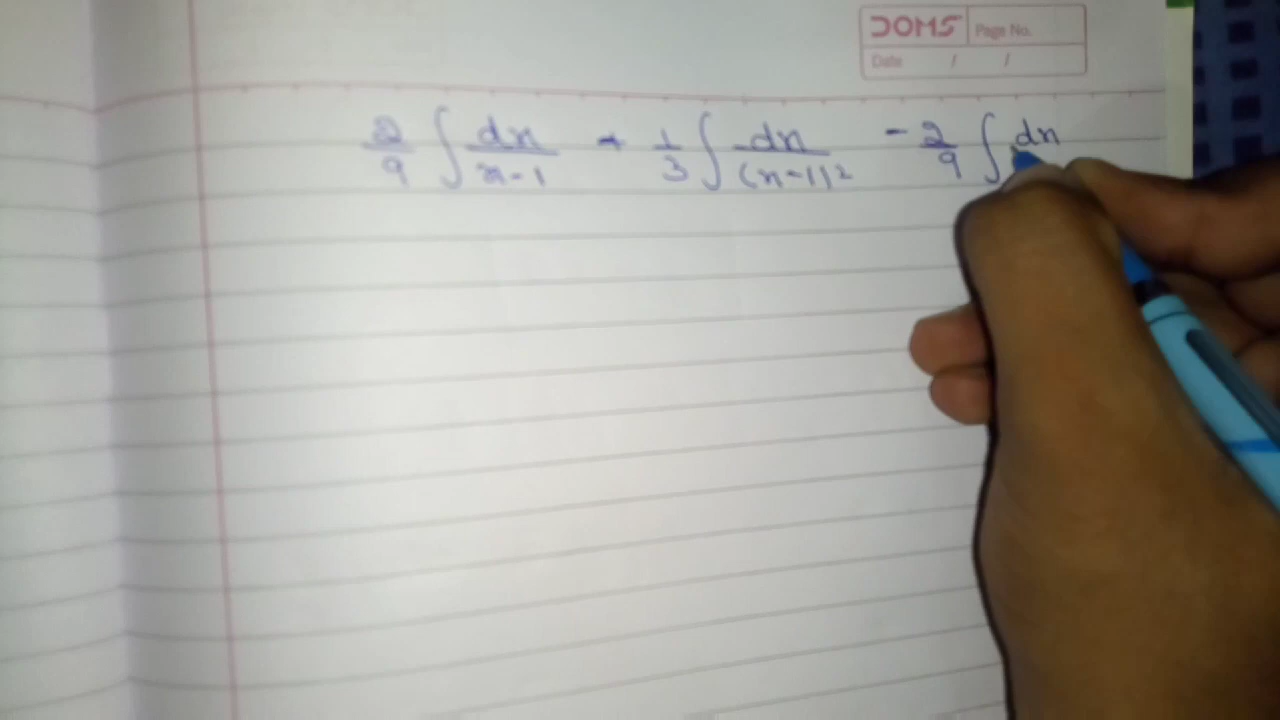 DOMS Page No.
Date / /
2/9 ∫ dx/(x-1) + 1/3 ∫ dx/(x-1)² - 2/9 ∫ dx